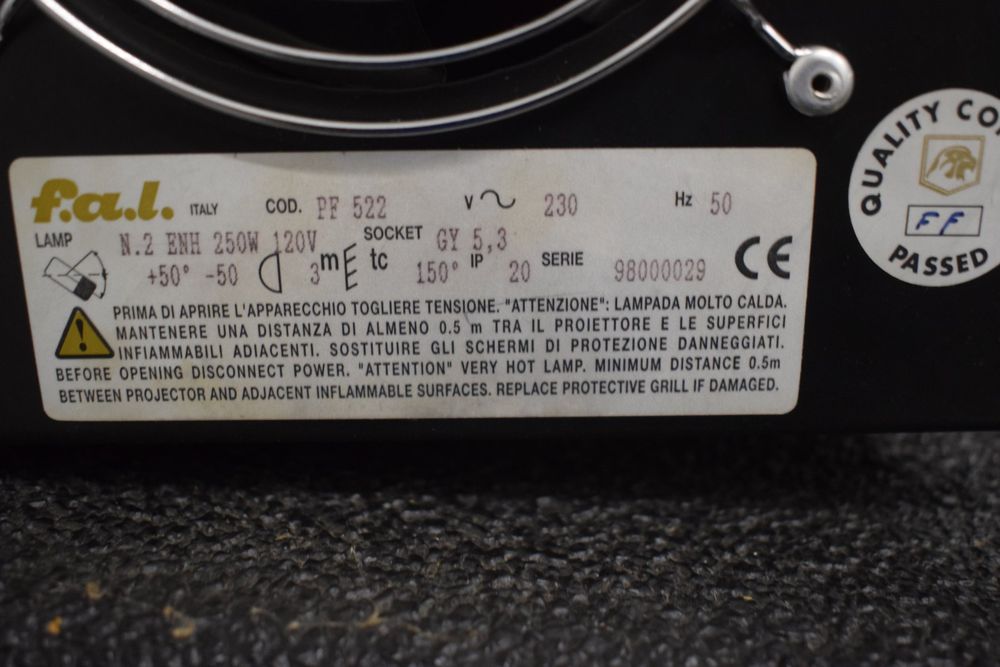 f.a.l. ITALY COD. PF 522 V 230 Hz 50
LAMP N.2 ENH 250W 120V SOCKET GY 5,3
+50° -50 3 m tc 150° IP 20 SERIE 98000029 CE
PRIMA DI APRIRE L'APPARECCHIO TOGLIERE TENSIONE. "ATTENZIONE": LAMPADA MOLTO CALDA.
MANTENERE UNA DISTANZA DI ALMENO 0.5 m TRA IL PROIETTORE E LE SUPERFICI
INFIAMMABILI ADIACENTI. SOSTITUIRE GLI SCHERMI DI PROTEZIONE DANNEGGIATI.
BEFORE OPENING DISCONNECT POWER. "ATTENTION" VERY HOT LAMP. MINIMUM DISTANCE 0.5m
BETWEEN PROJECTOR AND ADJACENT INFLAMMABLE SURFACES. REPLACE PROTECTIVE GRILL IF DAMAGED.
QUALITY CO
FF
PASSED